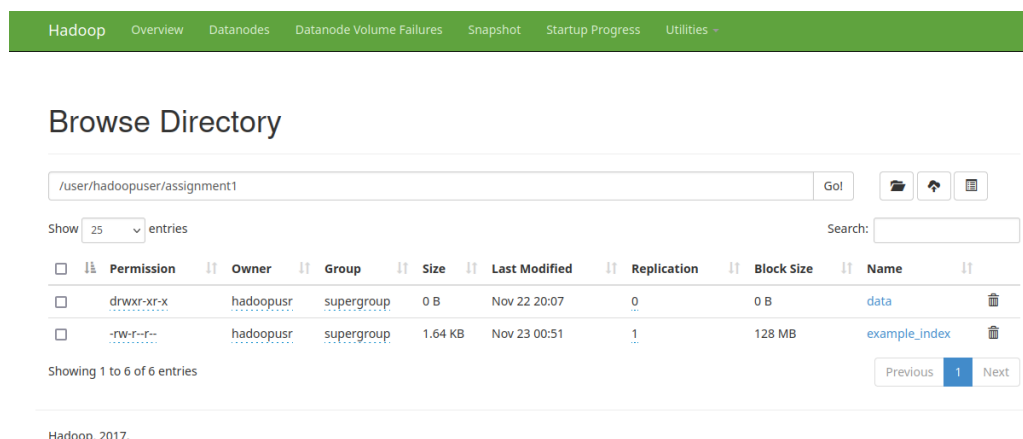 Hadoop Overview Datanodes Datanode Volume Failures Snapshot Startup Progress Utilities
Browse Directory
/user/hadoopuser/assignment1 Go!
Show 25 entries Search:
Permission Owner Group Size Last Modified Replication Block Size Name
drwxr-xr-x hadoopusr supergroup 0 B Nov 22 20:07 0 0 B data
-rw-r--r-- hadoopusr supergroup 1.64 KB Nov 23 00:51 1 128 MB example_index
Showing 1 to 6 of 6 entries Previous 1 Next
Hadoop, 2017.